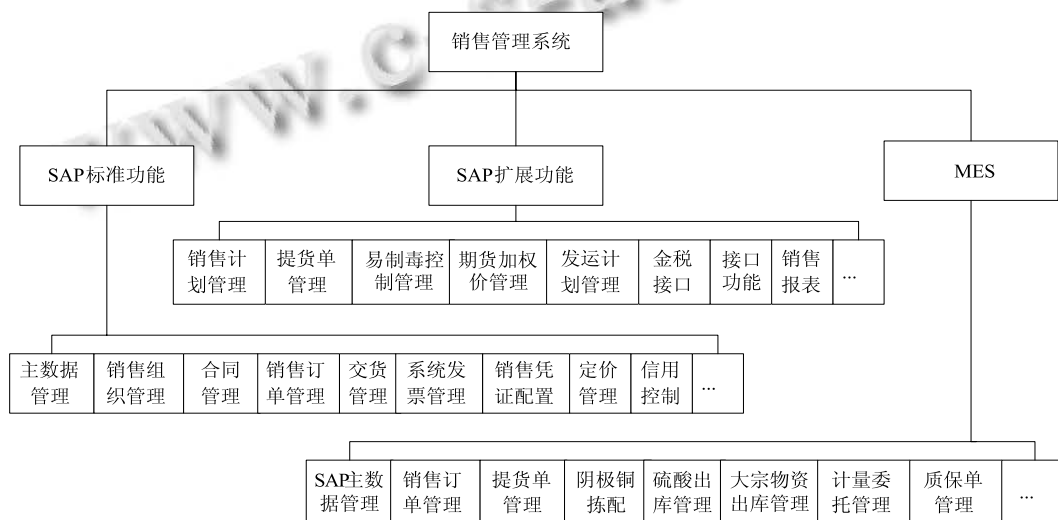 www.c-s-a
销售管理系统
SAP标准功能
SAP扩展功能
MES
销售计
划管理
提货单
管理
易制毒控
制管理
期货加权
价管理
发运计
划管理
金税
接口
接口
功能
销售
报表
...
主数据
管理
销售组
织管理
合同
管理
销售订
单管理
交货
管理
系统发
票管理
销售凭
证配置
定价
管理
信用
控制
...
SAP主数
据管理
销售订
单管理
提货单
管理
阴极铜
拣配
硫酸出
库管理
大宗物资
出库管理
计量委
托管理
质保单
管理
...